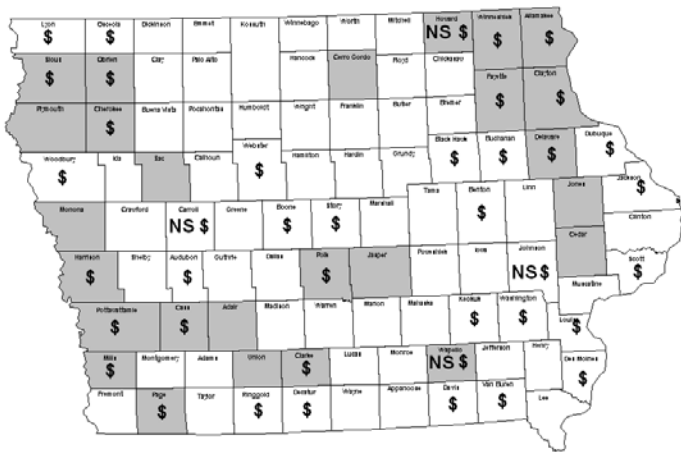 Lyon Osceola Dickinson Emmet Kossuth Winnebago Worth Mitchell Howard Winneshiek Allamakee
$ $ NS $ $ $
Sioux Obrien Clay Palo Alto Hancock Cerro Gordo Floyd Chickasaw Fayette Clayton
$ $ $ $
Plymouth Cherokee Buena Vista Pocahontas Humboldt Wright Franklin Butler Bremer
$
Woodbury Ida Sac Calhoun Webster Hamilton Hardin Grundy Black Hawk Buchanan Delaware Dubuque
$ $ $ $ $ $
Monona Crawford Carroll Greene Boone Story Marshall Tama Benton Linn Jones Jackson
NS $ $ $ $ $
Clinton
Harrison Shelby Audubon Guthrie Dallas Polk Jasper Poweshiek Iowa Johnson Cedar Scott
$ $ $ NS $ $
Muscatine
Pottawattamie Cass Adair Madison Warren Marion Mahaska Keokuk Washington Louisa
$ $ $ $ $
Mills Montgomery Adams Union Clarke Lucas Monroe Wapello Jefferson Henry Des Moines
$ $ NS $ $
Fremont Page Taylor Ringgold Decatur Wayne Appanoose Davis Van Buren Lee
$ $ $ $ $